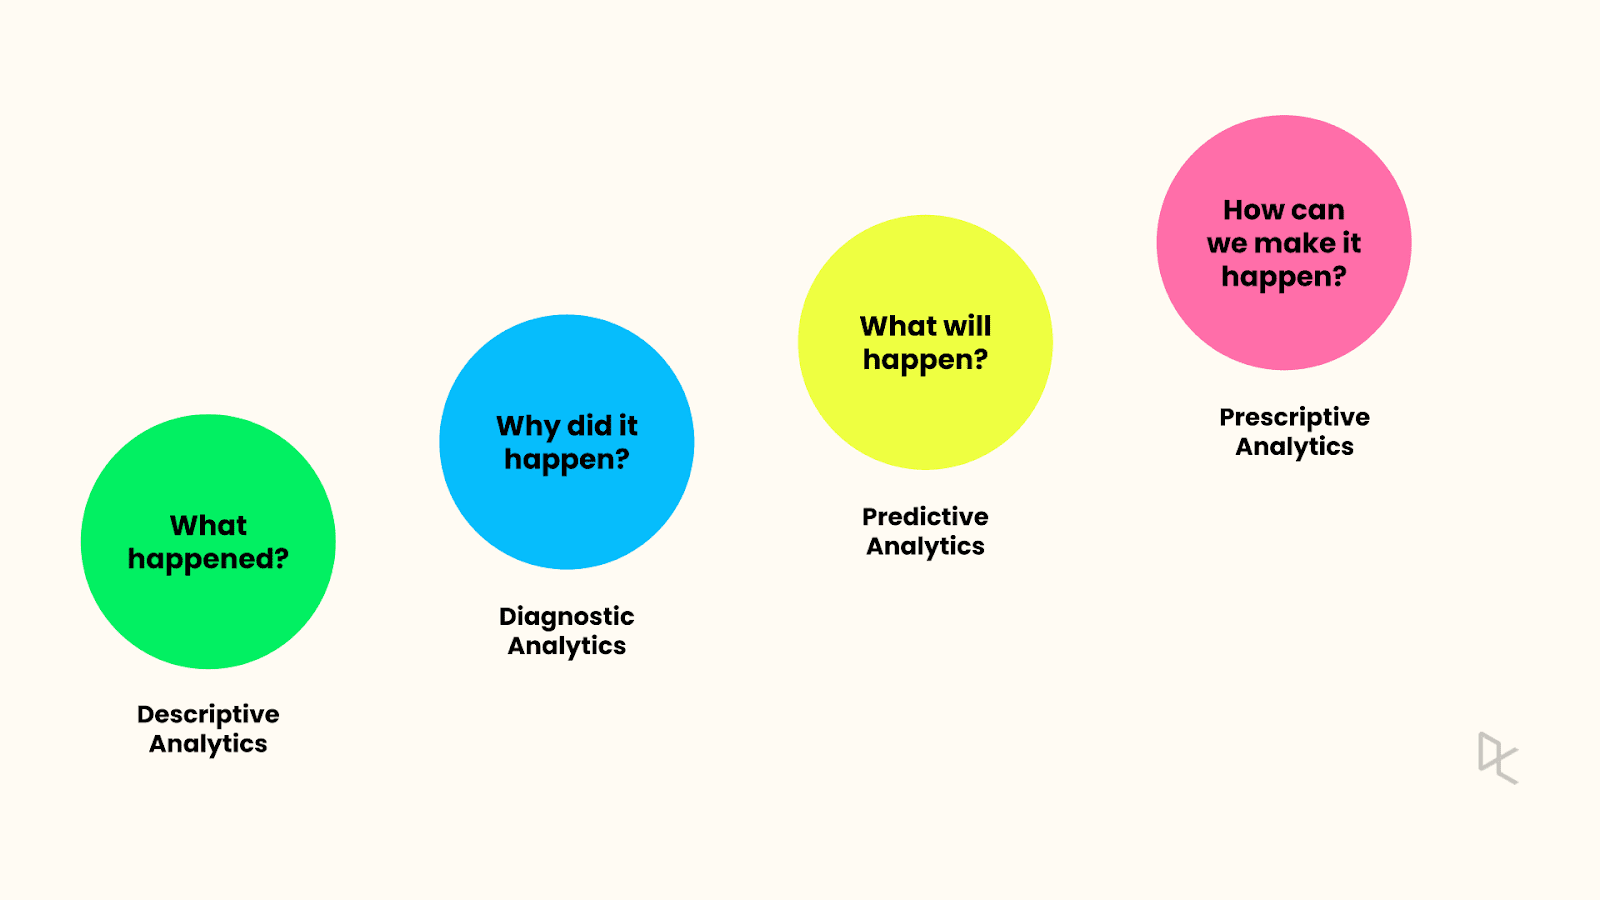 What
happened?
Descriptive
Analytics
Why did it
happen?
Diagnostic
Analytics
What will
happen?
Predictive
Analytics
How can
we make it
happen?
Prescriptive
Analytics